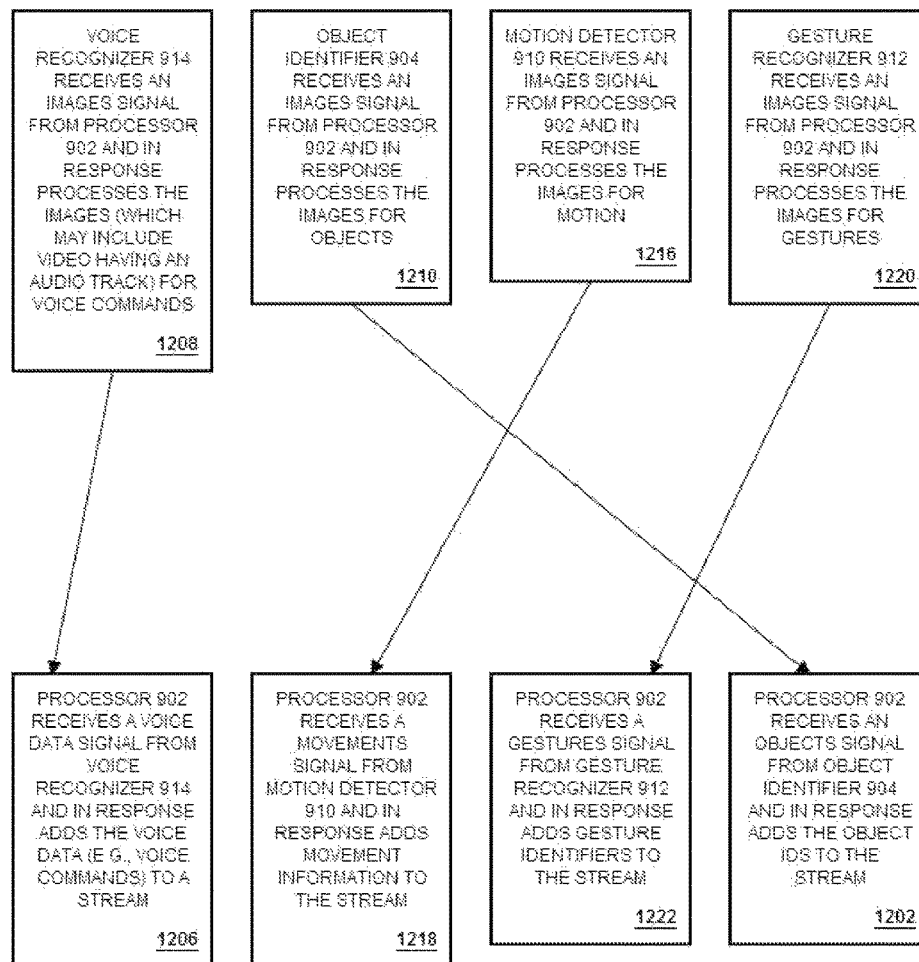 VOICE
RECOGNIZER 914
RECEIVES AN
IMAGES SIGNAL
FROM PROCESSOR
902 AND IN
RESPONSE
PROCESSES THE
IMAGES (WHICH
MAY INCLUDE
VIDEO HAVING AN
AUDIO TRACK) FOR
VOICE COMMANDS
1208
OBJECT
IDENTIFIER 904
RECEIVES AN
IMAGES SIGNAL
FROM PROCESSOR
902 AND IN
RESPONSE
PROCESSES THE
IMAGES FOR
OBJECTS
1210
MOTION DETECTOR
910 RECEIVES AN
IMAGES SIGNAL
FROM PROCESSOR
902 AND IN
RESPONSE
PROCESSES THE
IMAGES FOR
MOTION
1216
GESTURE
RECOGNIZER 912
RECEIVES AN
IMAGES SIGNAL
FROM PROCESSOR
902 AND IN
RESPONSE
PROCESSES THE
IMAGES FOR
GESTURES
1220
PROCESSOR 902
RECEIVES A VOICE
DATA SIGNAL FROM
VOICE
RECOGNIZER 914
AND IN RESPONSE
ADDS THE VOICE
DATA (E.G., VOICE
COMMANDS) TO A
STREAM
1206
PROCESSOR 902
RECEIVES A
MOVEMENTS
SIGNAL FROM
MOTION DETECTOR
910 AND IN
RESPONSE ADDS
MOVEMENT
INFORMATION TO
THE STREAM
1218
PROCESSOR 902
RECEIVES A
GESTURES SIGNAL
FROM GESTURE
RECOGNIZER 912
AND IN RESPONSE
ADDS GESTURE
IDENTIFIERS TO
THE STREAM
1222
PROCESSOR 902
RECEIVES AN
OBJECTS SIGNAL
FROM OBJECT
IDENTIFIER 904
AND IN RESPONSE
ADDS THE OBJECT
IDS TO THE
STREAM
1202